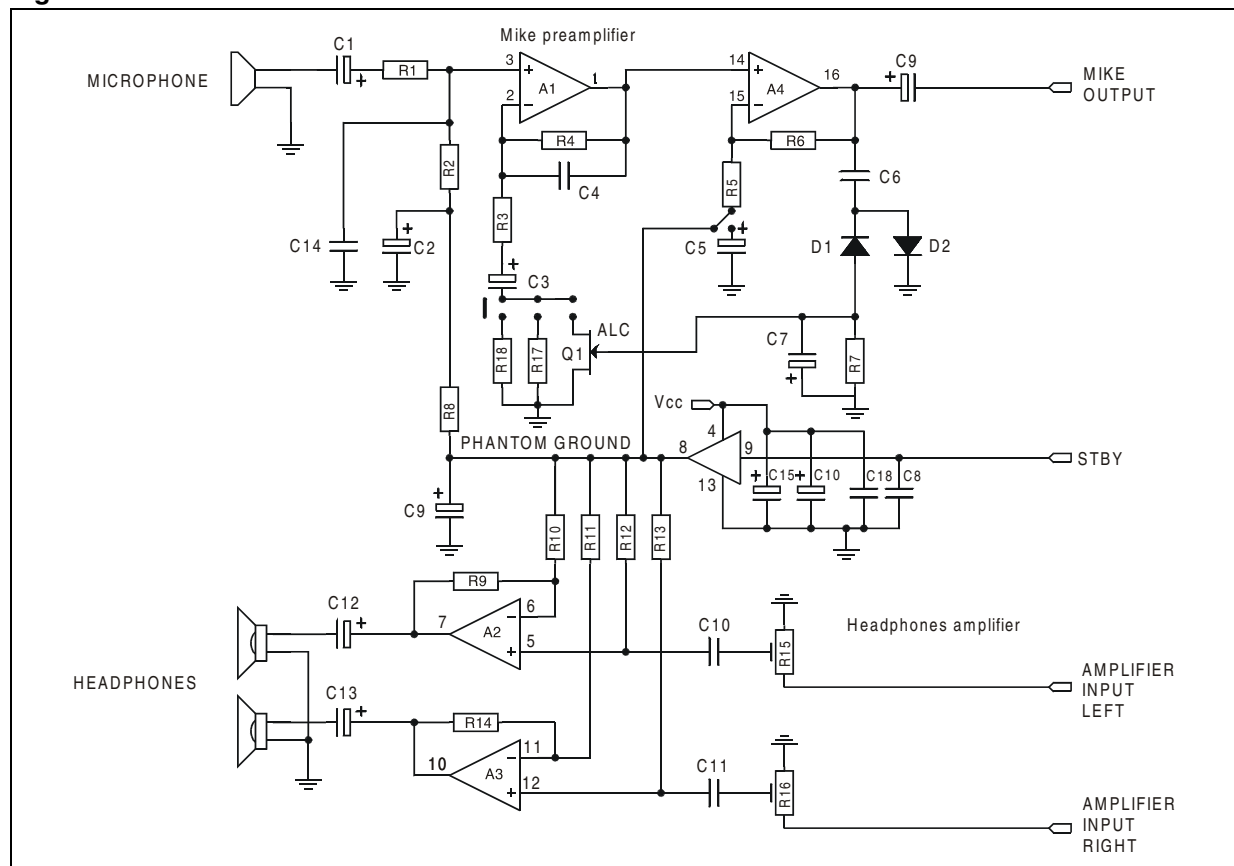 C1
+
R1
MICROPHONE
Mike preamplifier
3
+
A1
1
2
−
R4
C4
14
+
A4
16
15
−
R6
+
C9
MIKE
OUTPUT
R2
R3
R5
C6
C14
+
C2
+
C3
C5
+
D1
D2
R18
R17
Q1
ALC
C7
+
R7
R8
Vcc
PHANTOM GROUND
8
4
9
13
STBY
+
C15
+
C10
C18
C8
+
C9
R10
R11
R12
R13
R9
C12
+
7
6
−
A2
5
+
C10
R15
Headphones amplifier
AMPLIFIER
INPUT
LEFT
HEADPHONES
C13
+
R14
10
11
−
A3
12
+
C11
R16
AMPLIFIER
INPUT
RIGHT